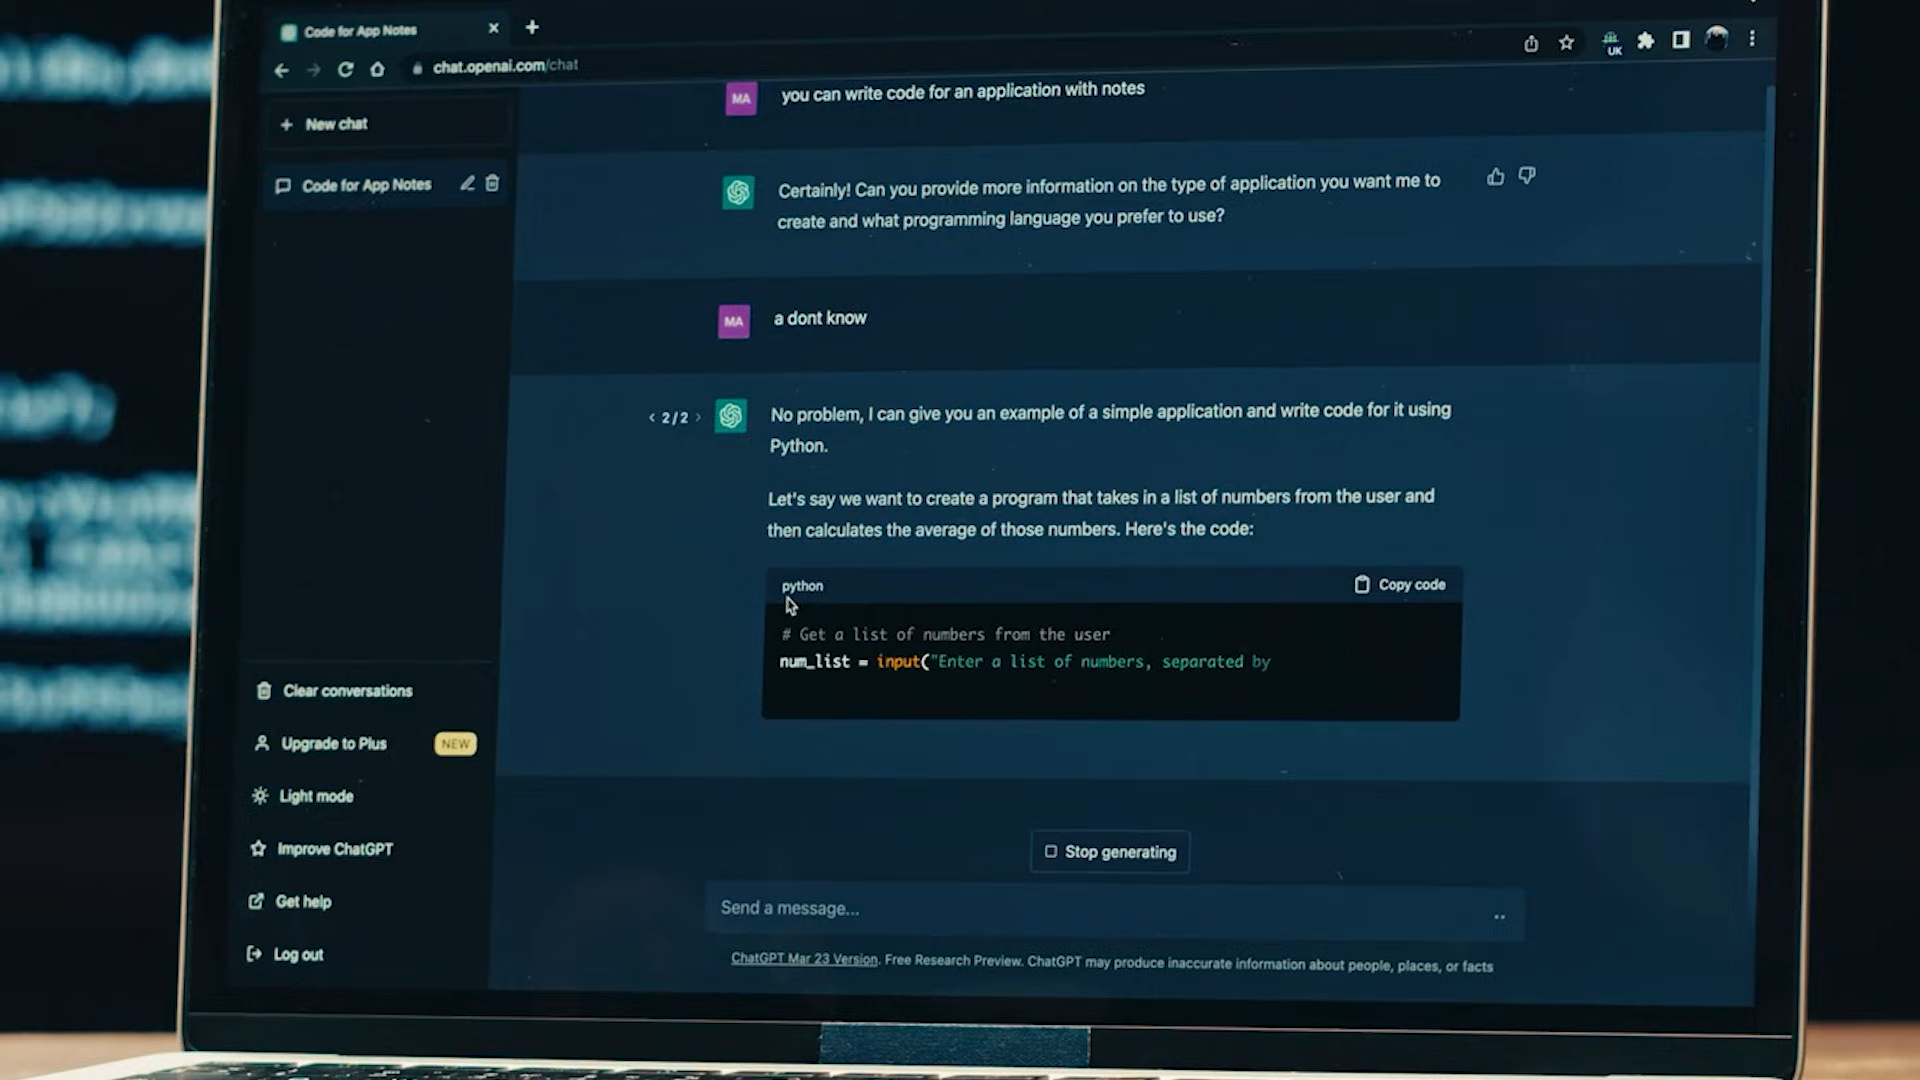 Code for App Notes
chat.openai.com/chat
UK
New chat
Code for App Notes
MA
you can write code for an application with notes
Certainly! Can you provide more information on the type of application you want me to
create and what programming language you prefer to use?
MA
a dont know
< 2/2 >
No problem, I can give you an example of a simple application and write code for it using
Python.
Let's say we want to create a program that takes in a list of numbers from the user and
then calculates the average of those numbers. Here's the code:
python
Copy code
# Get a list of numbers from the user
num_list = input("Enter a list of numbers, separated by
Clear conversations
Upgrade to Plus
NEW
Light mode
Improve ChatGPT
Get help
Log out
Stop generating
Send a message...
ChatGPT Mar 23 Version. Free Research Preview. ChatGPT may produce inaccurate information about people, places, or facts